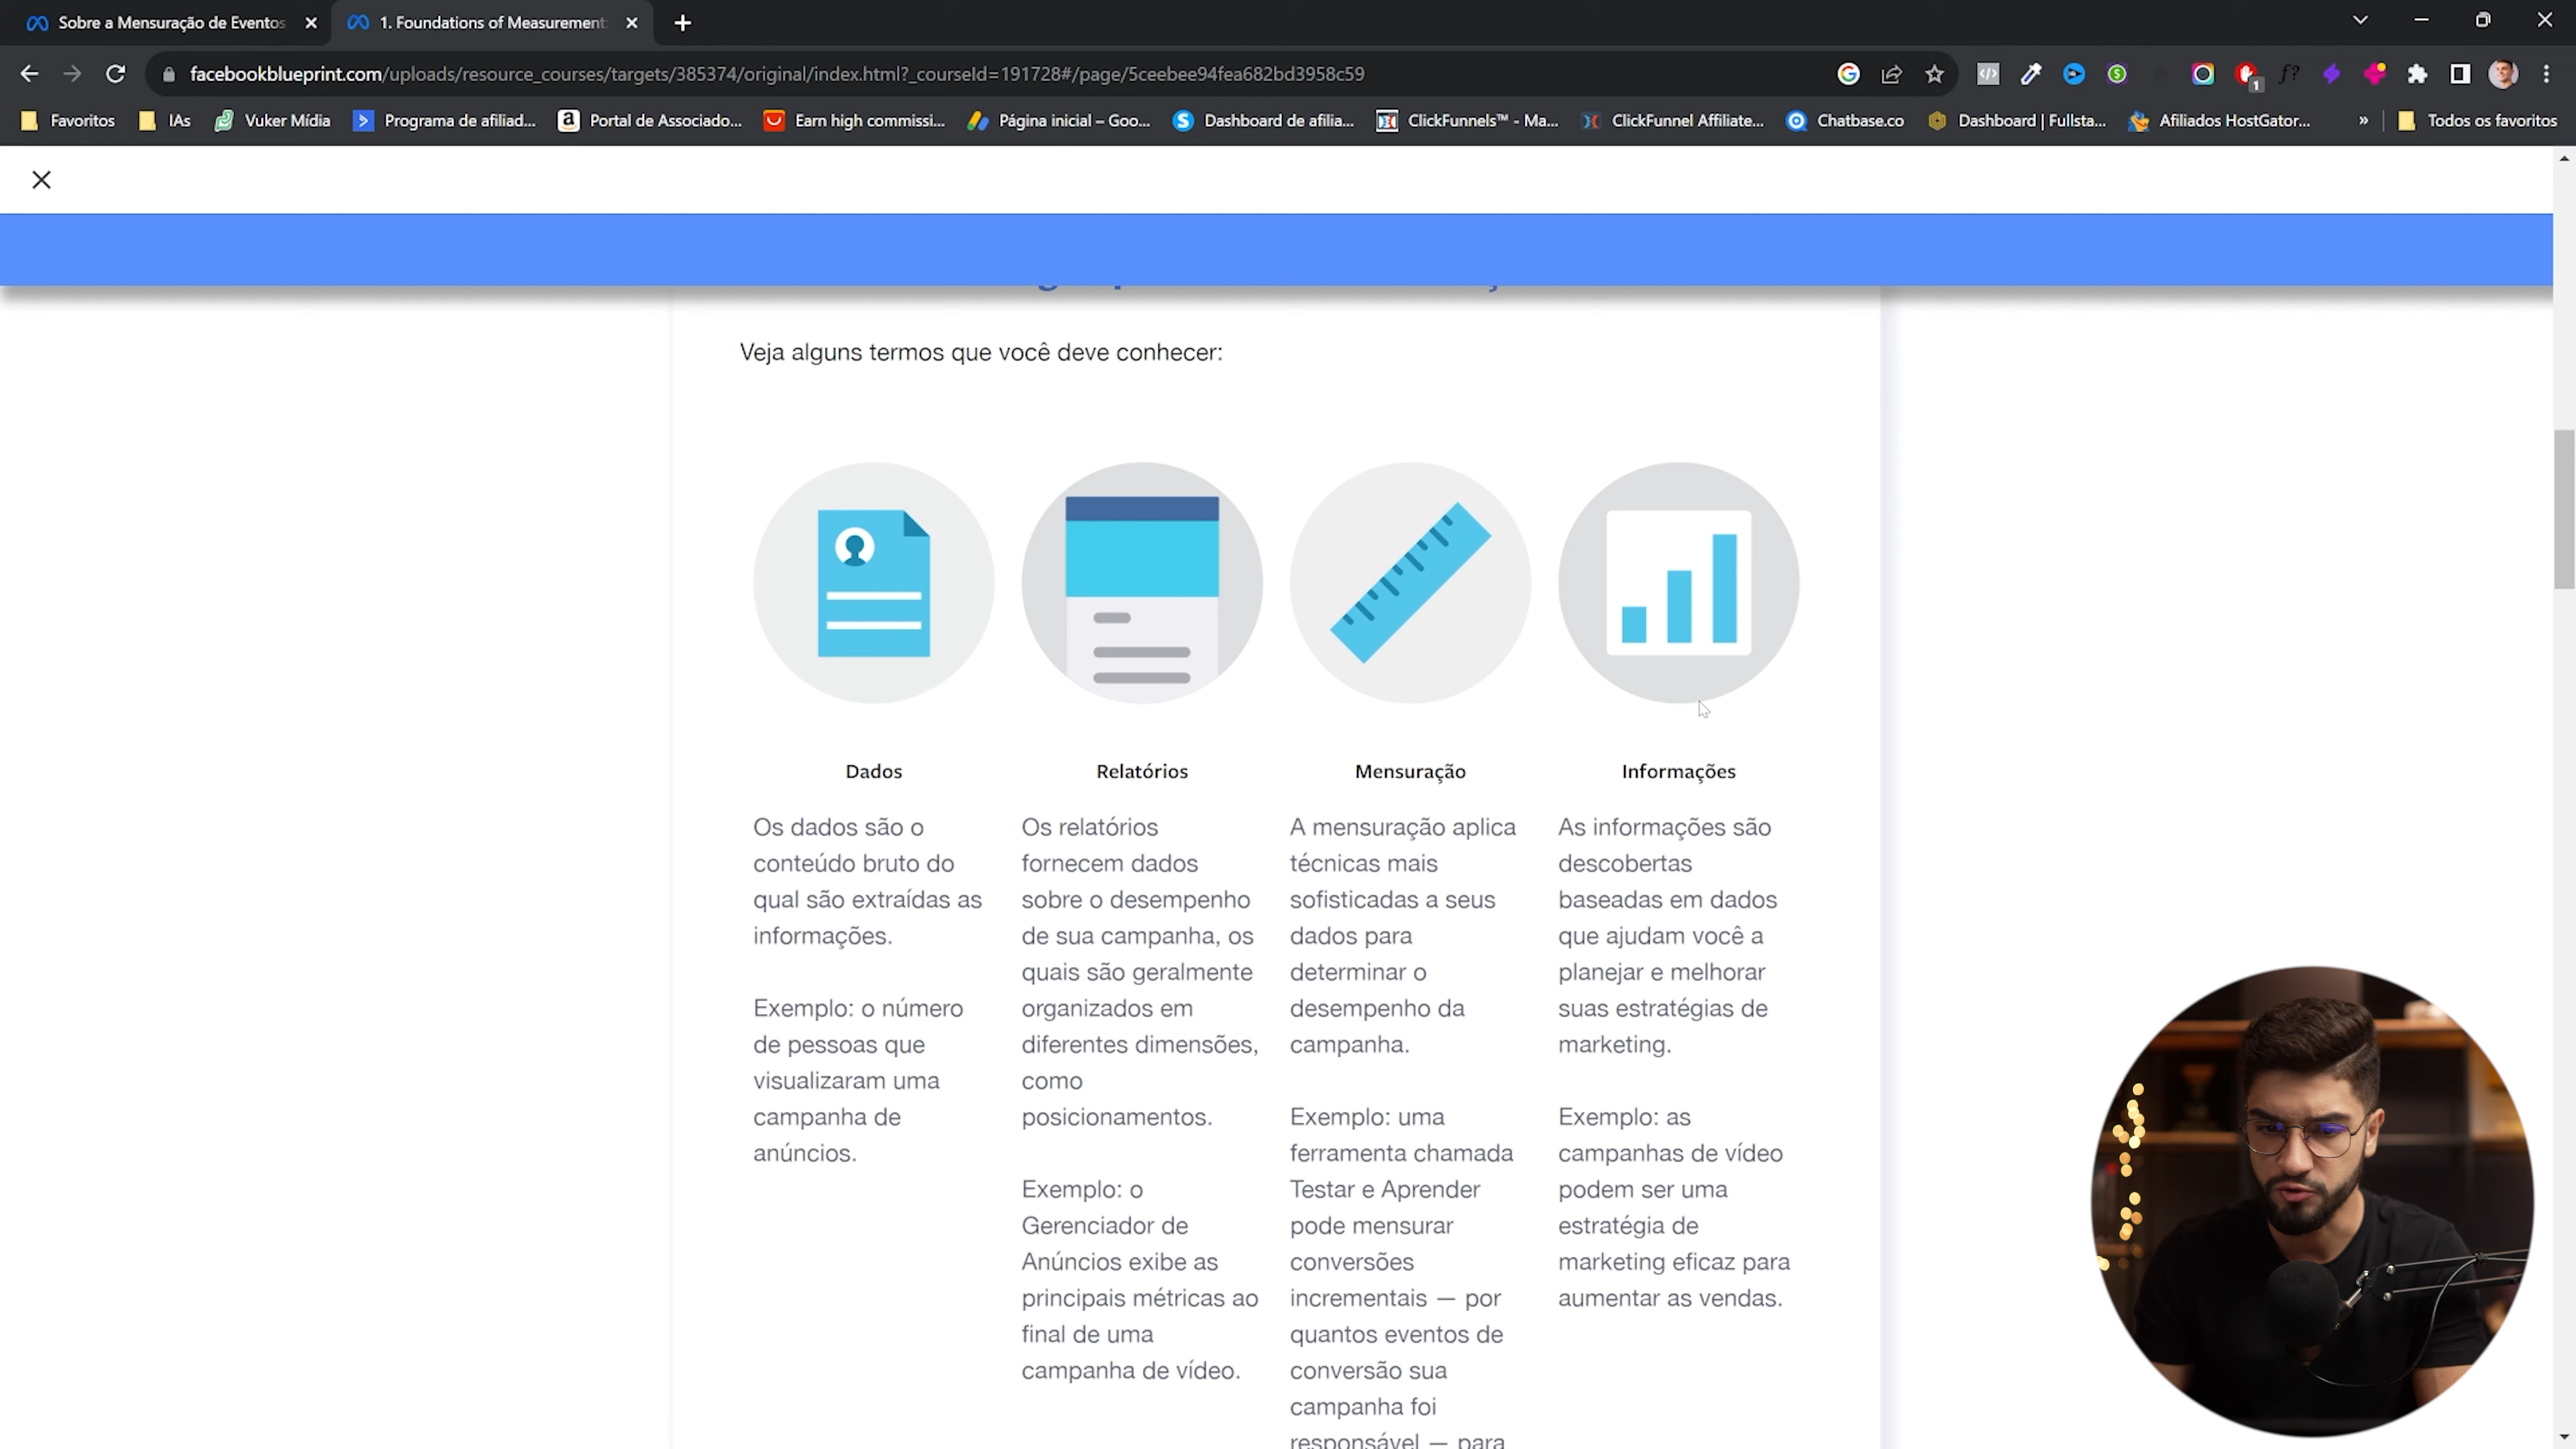 Sobre a Mensuração de Eventos
1. Foundations of Measurement:
facebookblueprint.com/uploads/resource_courses/targets/385374/original/index.html?_courseId=191728#/page/5ceebee94fea682bd3958c59
1
f?
Favoritos
IAs
Vuker Mídia
Programa de afiliad...
Portal de Associado...
Earn high commissi...
Página inicial – Goo...
Dashboard de afilia...
ClickFunnels™ - Ma...
ClickFunnel Affiliate...
Chatbase.co
Dashboard | Fullsta...
Afiliados HostGator...
»
Todos os favoritos
Veja alguns termos que você deve conhecer:
Dados
Os dados são o
conteúdo bruto do
qual são extraídas as
informações.
Exemplo: o número
de pessoas que
visualizaram uma
campanha de
anúncios.
Relatórios
Os relatórios
fornecem dados
sobre o desempenho
de sua campanha, os
quais são geralmente
organizados em
diferentes dimensões,
como
posicionamentos.
Exemplo: o
Gerenciador de
Anúncios exibe as
principais métricas ao
final de uma
campanha de vídeo.
Mensuração
A mensuração aplica
técnicas mais
sofisticadas a seus
dados para
determinar o
desempenho da
campanha.
Exemplo: uma
ferramenta chamada
Testar e Aprender
pode mensurar
conversões
incrementais — por
quantos eventos de
conversão sua
campanha foi
responsável — para
Informações
As informações são
descobertas
baseadas em dados
que ajudam você a
planejar e melhorar
suas estratégias de
marketing.
Exemplo: as
campanhas de vídeo
podem ser uma
estratégia de
marketing eficaz para
aumentar as vendas.